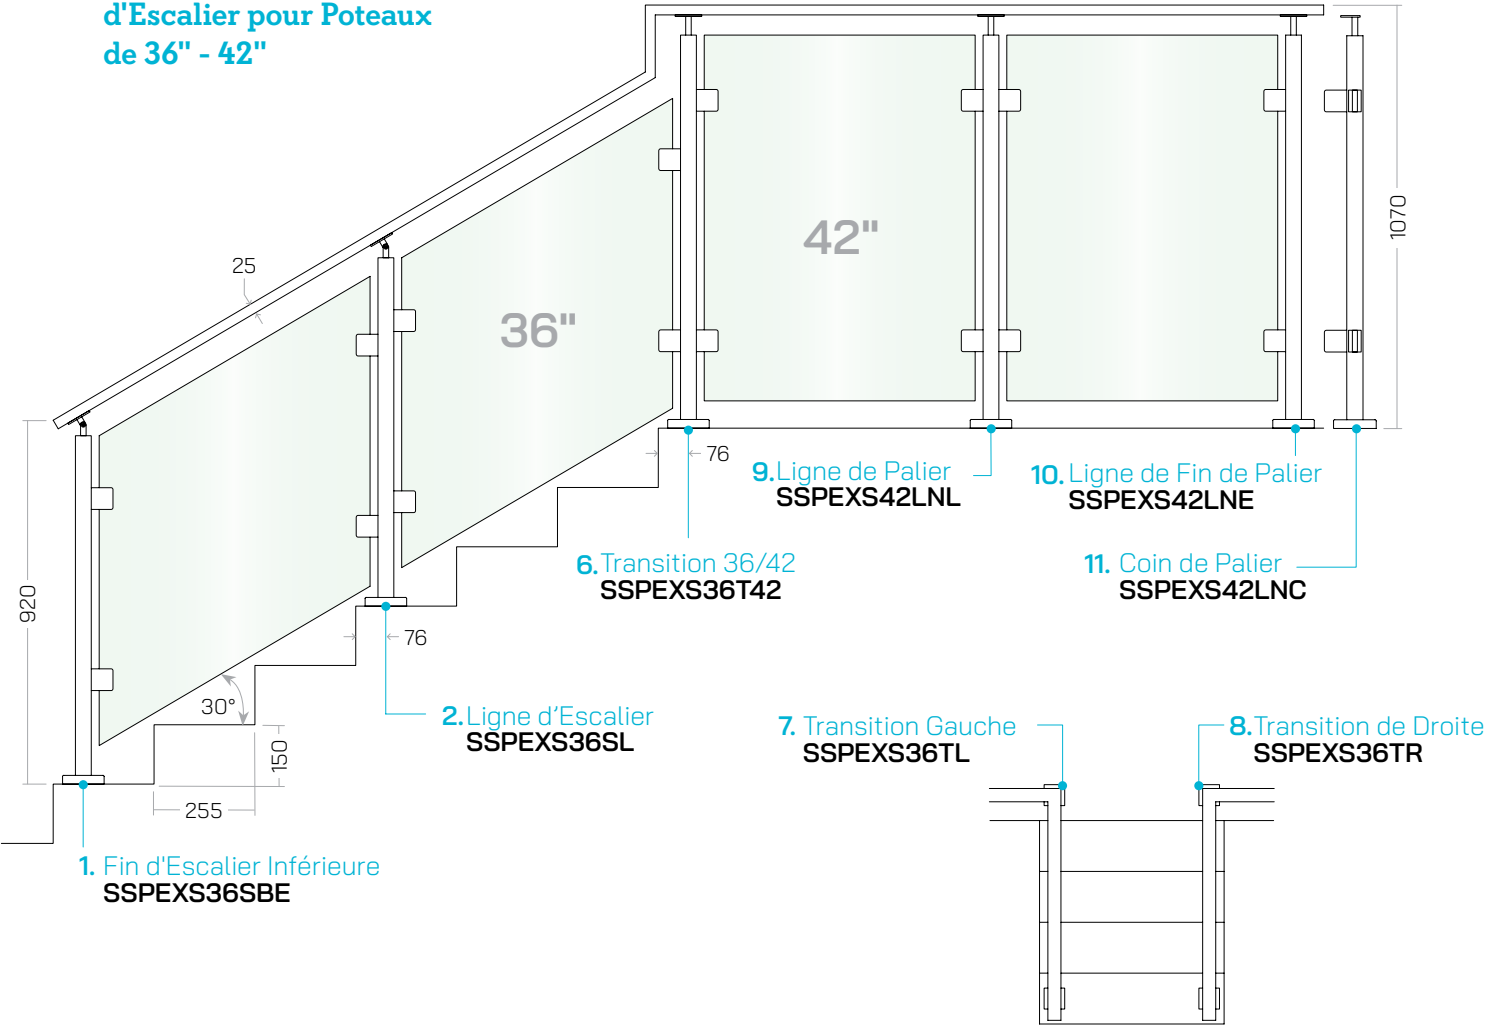 d'Escalier pour Poteaux
de 36" - 42"
25
36"
42"
1070
920
76
76
30°
150
255
9. Ligne de Palier
SSPEXS42LNL
10. Ligne de Fin de Palier
SSPEXS42LNE
6. Transition 36/42
SSPEXS36T42
11. Coin de Palier
SSPEXS42LNC
2. Ligne d’Escalier
SSPEXS36SL
7. Transition Gauche
SSPEXS36TL
8. Transition de Droite
SSPEXS36TR
1. Fin d'Escalier Inférieure
SSPEXS36SBE